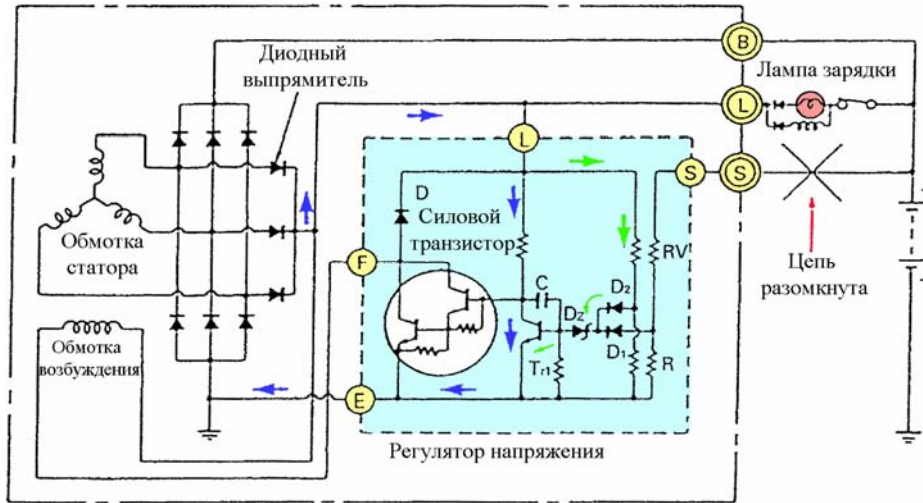 B
Диодный
выпрямитель
Лампа зарядки
L
L
S
S
D
Силовой
транзистор
RV
Обмотка
статора
F
C
D₂
Dz
Цепь
разомкнута
D₁
R
Обмотка
возбуждения
Tr1
E
Регулятор напряжения